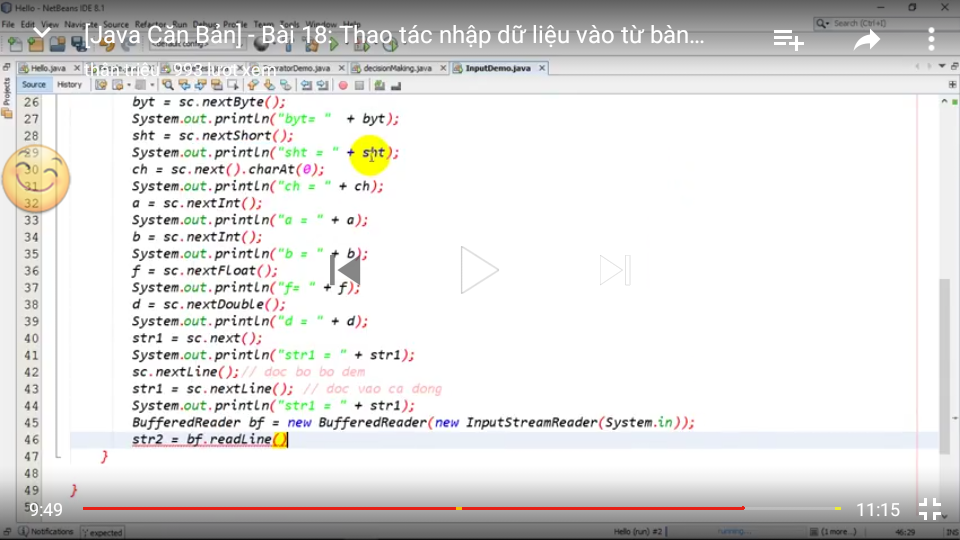 Hello - NetBeans IDE 8.1
File Edit View Navigate Source Refactor Run Debug Profile Team Tools Window Help
Search (Ctrl+I)
[Java Căn Bản] - Bài 18: Thao tác nhập dữ liệu vào từ bàn...
thân triệu · 993 lượt xem
Hello.java
decisionMaking.java
InputDemo.java
Projects
Source History
26 byt = sc.nextByte();
27 System.out.println("byt= " + byt);
28 sht = sc.nextShort();
29 System.out.println("sht = " + sht);
30 ch = sc.next().charAt(0);
31 System.out.println("ch = " + ch);
32 a = sc.nextInt();
33 System.out.println("a = " + a);
34 b = sc.nextInt();
35 System.out.println("b = " + b);
36 f = sc.nextFloat();
37 System.out.println("f= " + f);
38 d = sc.nextDouble();
39 System.out.println("d = " + d);
40 str1 = sc.next();
41 System.out.println("str1 = " + str1);
42 sc.nextLine();// doc bo bo dem
43 str1 = sc.nextLine(); // doc vao ca dong
44 System.out.println("str1 = " + str1);
45 BufferedReader bf = new BufferedReader(new InputStreamReader(System.in));
46 str2 = bf.readLine()
47 }
48
49 }
9:49
11:15
Notifications ';' expected
Hello (run) #2
running...
(1 more...)
46:29
INS